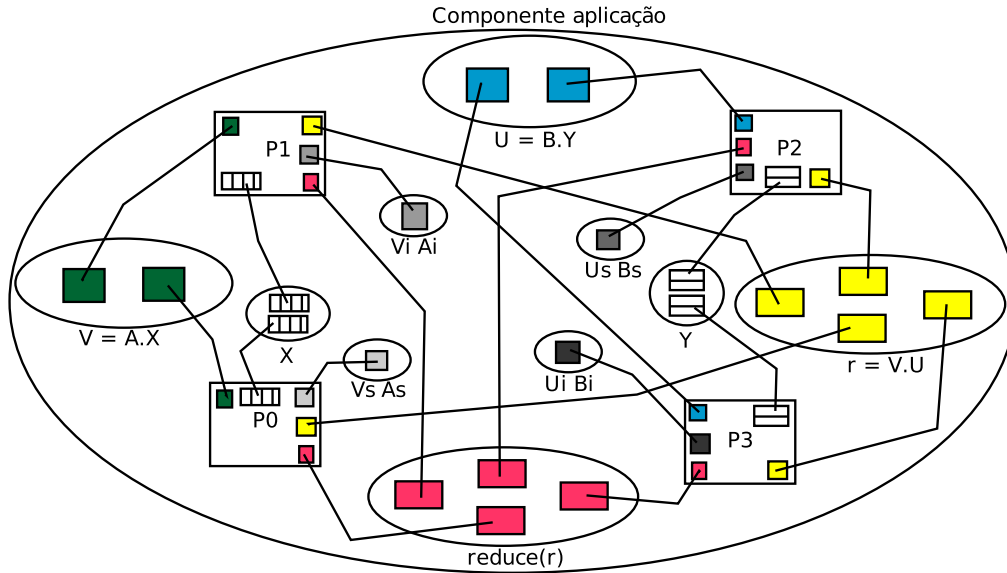 Componente aplicação
U = B.Y
P1
P2
Vi Ai
Us Bs
V = A.X
X
Y
r = V.U
Vs As
Ui Bi
P0
P3
reduce(r)